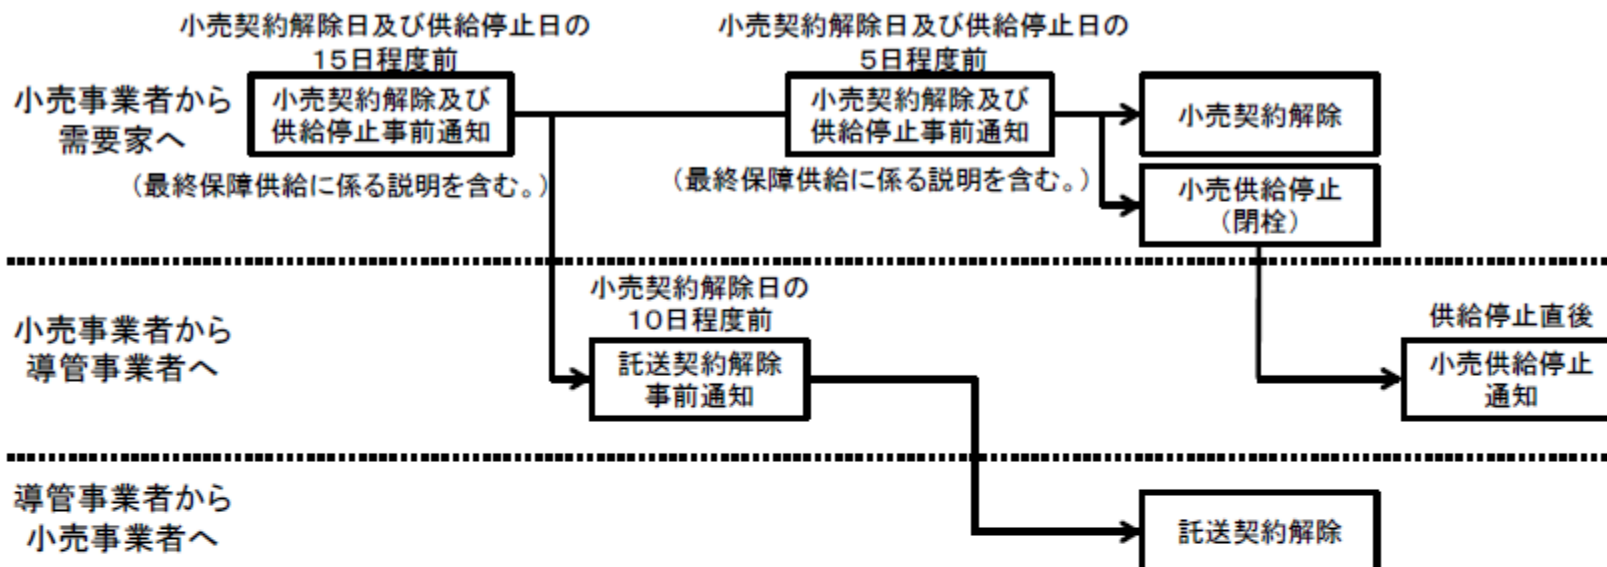 小売契約解除日及び供給停止日の
15日程度前
小売契約解除日及び供給停止日の
5日程度前
小売事業者から
需要家へ
小売契約解除及び
供給停止事前通知
小売契約解除及び
供給停止事前通知
小売契約解除
（最終保障供給に係る説明を含む。）
（最終保障供給に係る説明を含む。）
小売供給停止
（閉栓）
小売事業者から
導管事業者へ
小売契約解除日の
10日程度前
託送契約解除
事前通知
供給停止直後
小売供給停止
通知
導管事業者から
小売事業者へ
託送契約解除